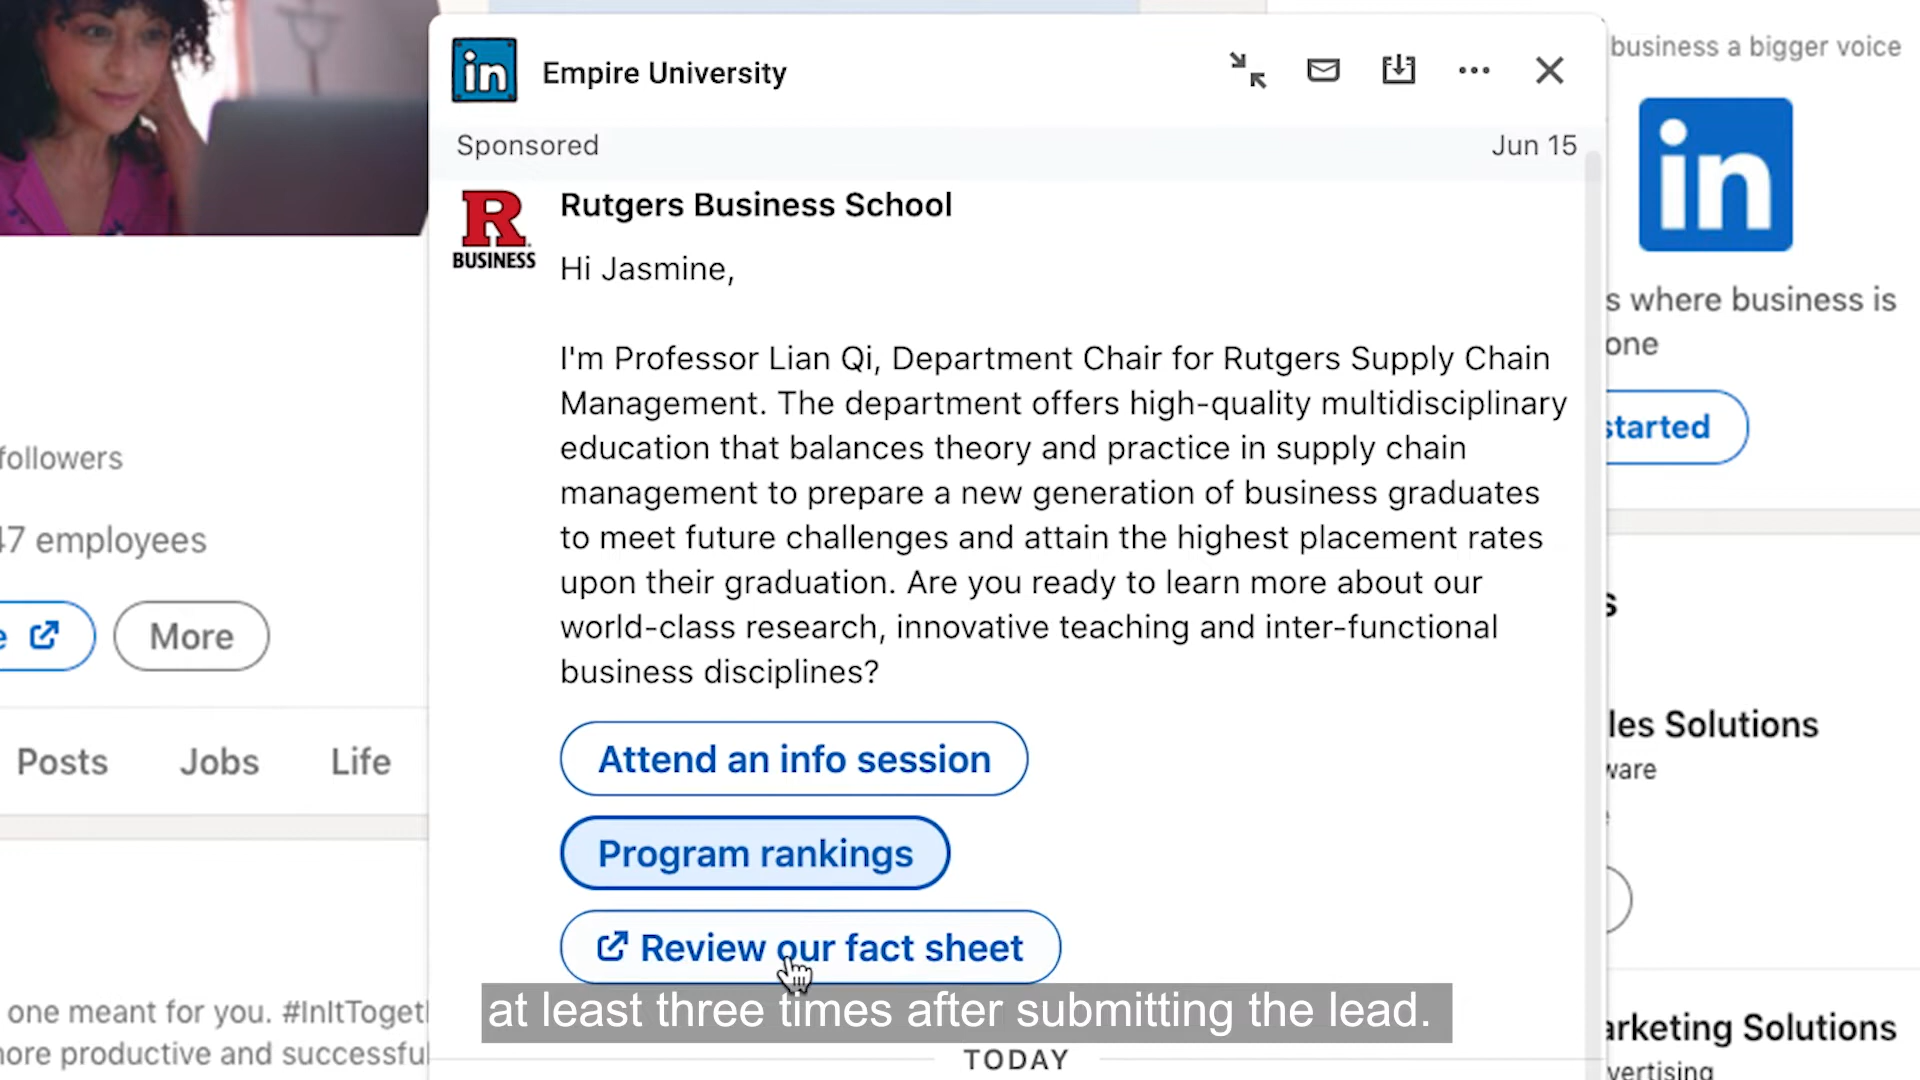 business a bigger voice
in
Empire University
Sponsored
Jun 15
in
R
BUSINESS
Rutgers Business School
Hi Jasmine,
I'm Professor Lian Qi, Department Chair for Rutgers Supply Chain
Management. The department offers high-quality multidisciplinary
education that balances theory and practice in supply chain
management to prepare a new generation of business graduates
to meet future challenges and attain the highest placement rates
upon their graduation. Are you ready to learn more about our
world-class research, innovative teaching and inter-functional
business disciplines?
Attend an info session
Program rankings
Review our fact sheet
at least three times after submitting the lead.
TODAY
followers
47 employees
More
Posts Jobs Life
one meant for you. #InItToget
more productive and successful
s where business is
one
started
les Solutions
ware
arketing Solutions
vertising